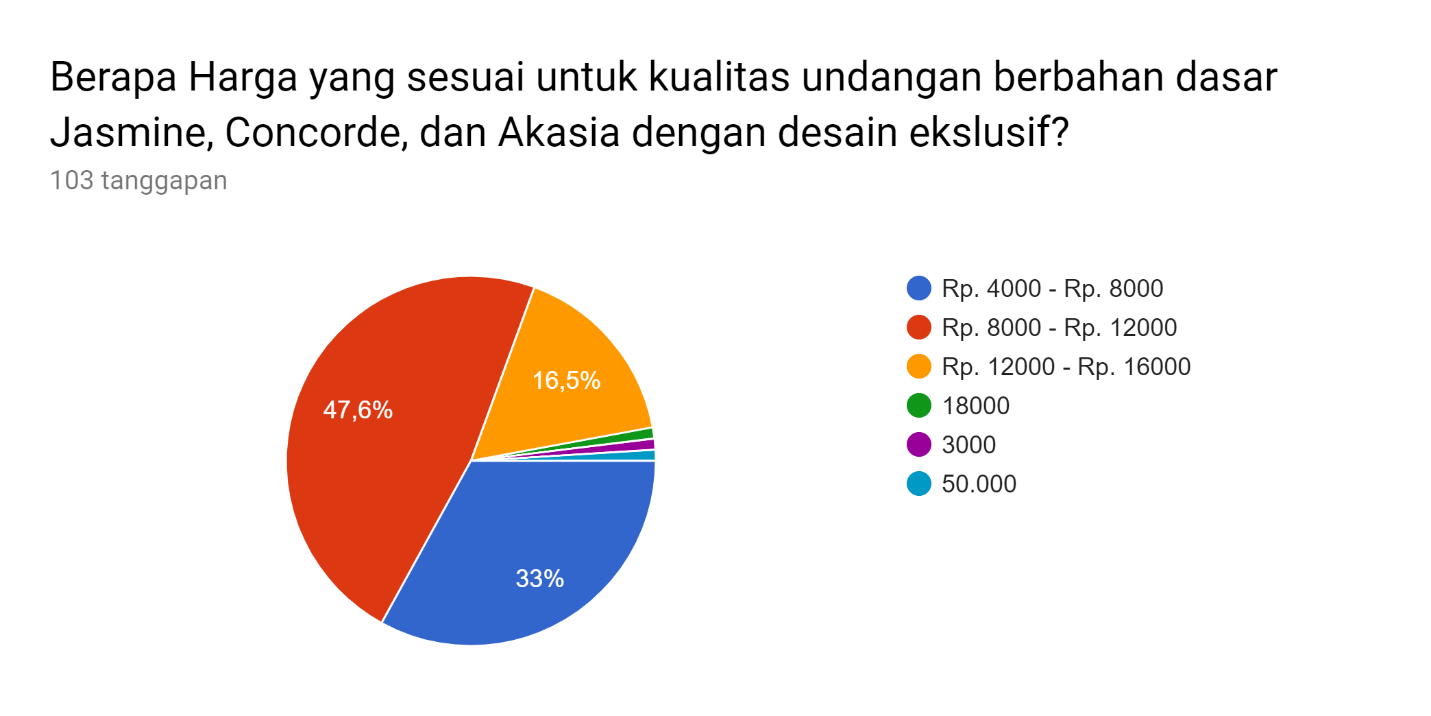 Berapa Harga yang sesuai untuk kualitas undangan berbahan dasar
Jasmine, Concorde, dan Akasia dengan desain ekslusif?
103 tanggapan
Rp. 4000 - Rp. 8000
Rp. 8000 - Rp. 12000
Rp. 12000 - Rp. 16000
18000
3000
50.000
16,5%
47,6%
33%